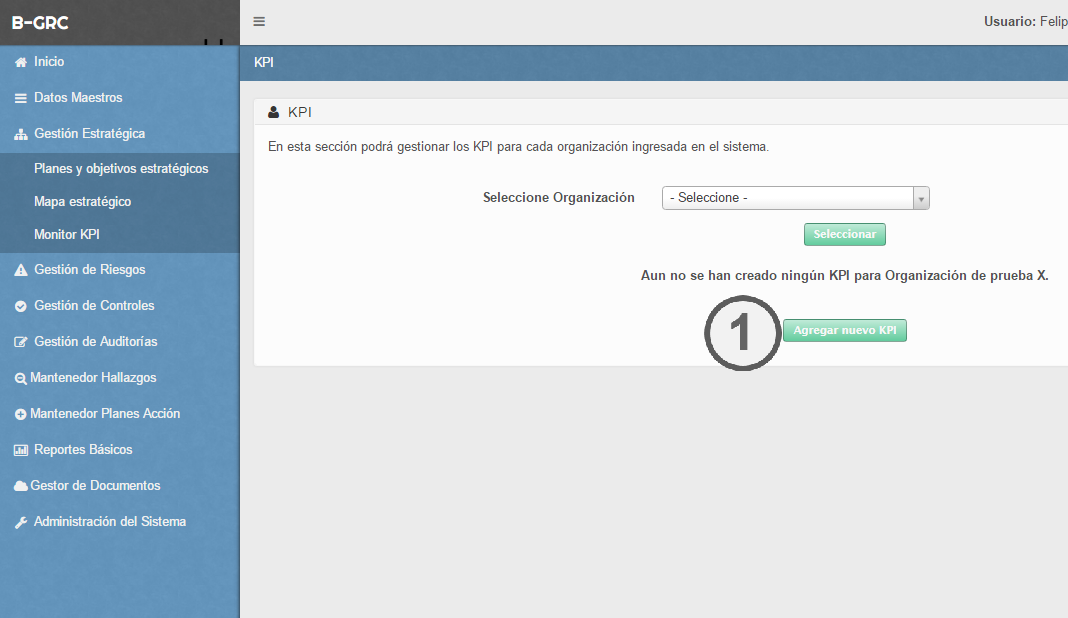 B-GRC
Usuario: Felip
Inicio
Datos Maestros
Gestión Estratégica
Planes y objetivos estratégicos
Mapa estratégico
Monitor KPI
Gestión de Riesgos
Gestión de Controles
Gestión de Auditorías
Mantenedor Hallazgos
Mantenedor Planes Acción
Reportes Básicos
Gestor de Documentos
Administración del Sistema
KPI
KPI
En esta sección podrá gestionar los KPI para cada organización ingresada en el sistema.
Seleccione Organización
- Seleccione -
Seleccionar
Aun no se han creado ningún KPI para Organización de prueba X.
1
Agregar nuevo KPI